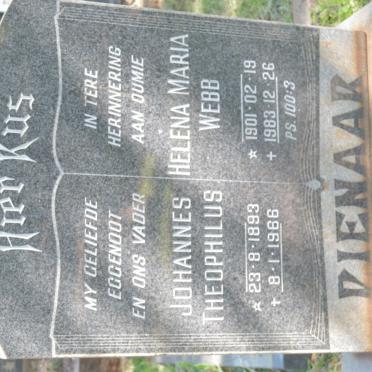 Hier Rus
MY GELIEFDE
EGGENOOT
EN ONS VADER
JOHANNES
THEOPHILUS
☆ 23·8·1893
+ 8·1·1966
IN TERE
HERINNERING
AAN OUMIE
HELENA MARIA
WEBB
☆ 1901·02·19
+ 1983·12·26
PS. 100:3
PIENAAR